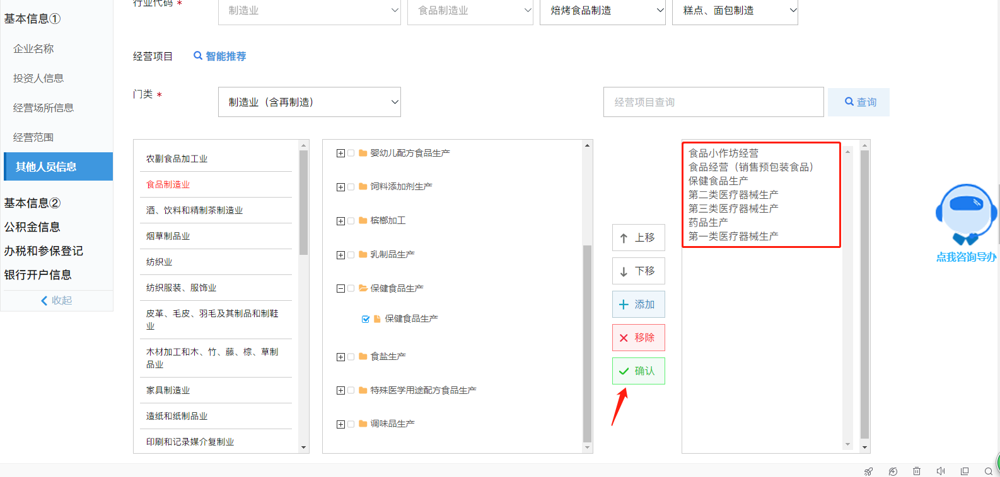 行业代码 *
制造业
食品制造业
焙烤食品制造
糕点、面包制造
基本信息①
企业名称
投资人信息
经营场所信息
经营范围
其他人员信息
基本信息②
公积金信息
办税和参保登记
银行开户信息
收起
经营项目
智能推荐
门类 *
制造业（含再制造）
经营项目查询
查询
农副食品加工业
食品制造业
酒、饮料和精制茶制造业
烟草制品业
纺织业
纺织服装、服饰业
皮革、毛皮、羽毛及其制品和制鞋
业
木材加工和木、竹、藤、棕、草制
品业
家具制造业
造纸和纸制品业
印刷和记录媒介复制业
婴幼儿配方食品生产
饲料添加剂生产
槟榔加工
乳制品生产
保健食品生产
保健食品生产
食盐生产
特殊医学用途配方食品生产
调味品生产
上移
下移
添加
移除
确认
食品小作坊经营
食品经营（销售预包装食品）
保健食品生产
第二类医疗器械生产
第三类医疗器械生产
药品生产
第一类医疗器械生产
点我咨询导办